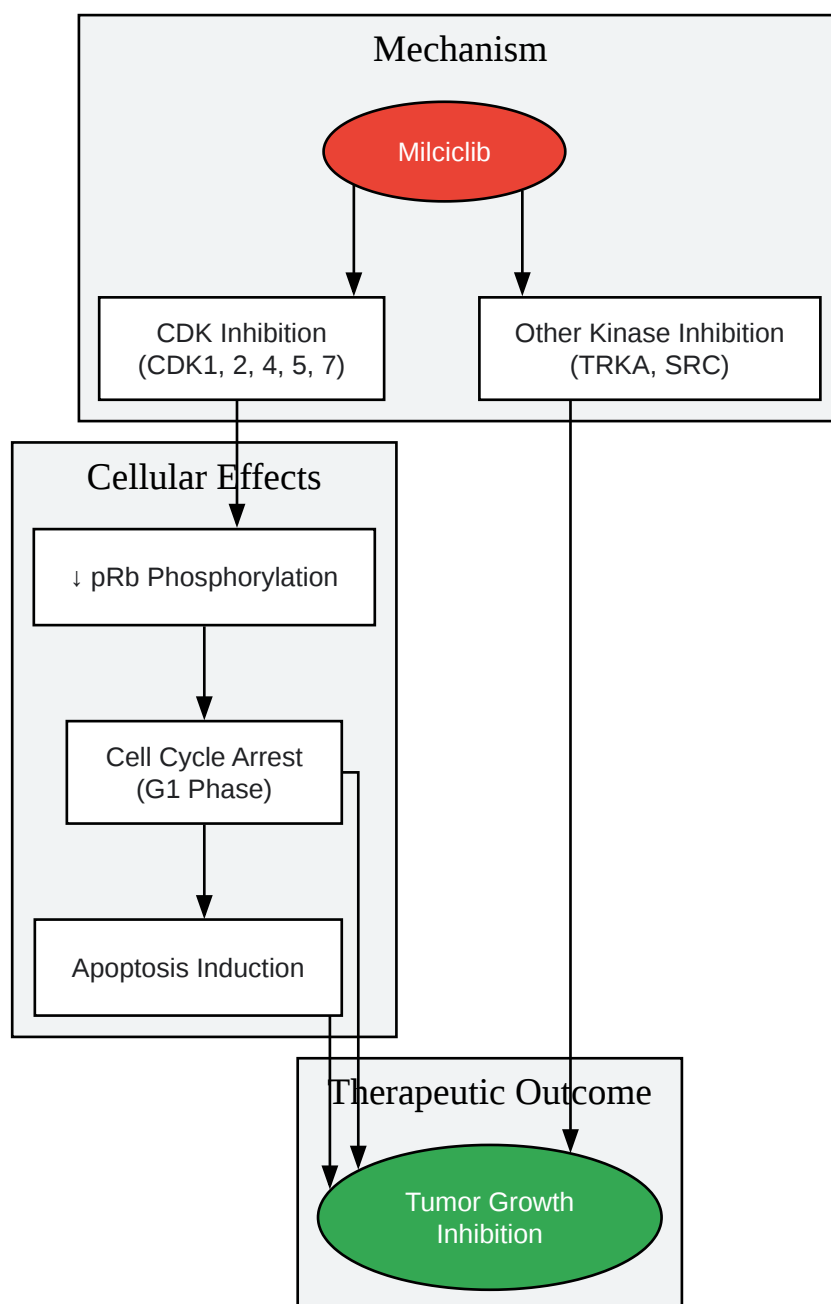 Mechanism
Milciclib
CDK Inhibition
(CDK1, 2, 4, 5, 7)
Other Kinase Inhibition
(TRKA, SRC)
Cellular Effects
↓ pRb Phosphorylation
Cell Cycle Arrest
(G1 Phase)
Apoptosis Induction
Therapeutic Outcome
Tumor Growth
Inhibition